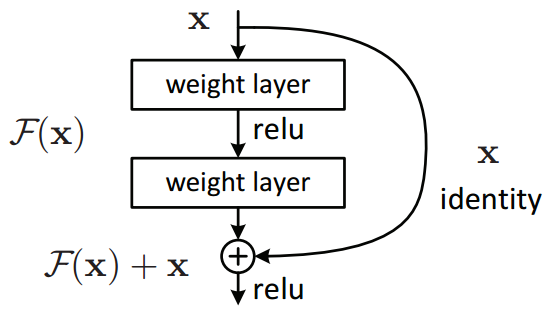 x
weight layer
relu
F(x)
x
weight layer
identity
F(x) + x
relu